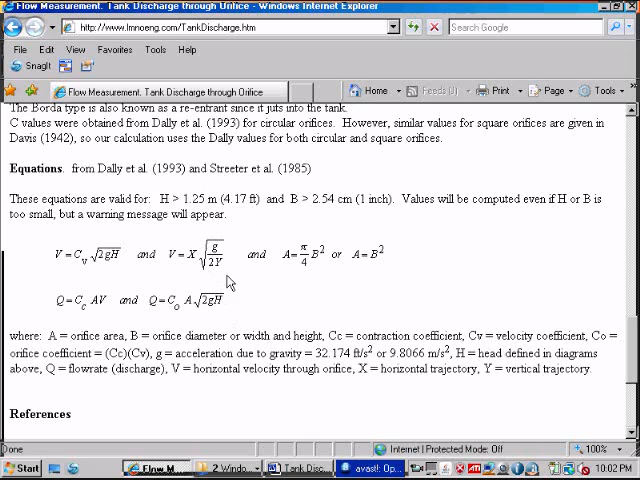 Flow Measurement. Tank Discharge through Orifice - Windows Internet Explorer
http://www.lmnoeng.com/TankDischarge.htm
Search Google
File Edit View Favorites Tools Help
SnagIt
Flow Measurement. Tank Discharge through Orifice
Home Feeds (J) Print Page Tools
The Borda type is also known as a re-entrant since it juts into the tank.
C values were obtained from Dally et al. (1993) for circular orifices. However, similar values for square orifices are given in
Davis (1942), so our calculation uses the Dally values for both circular and square orifices.
Equations. from Dally et al. (1993) and Streeter et al. (1985)
These equations are valid for: H > 1.25 m (4.17 ft) and B > 2.54 cm (1 inch). Values will be computed even if H or B is
too small, but a warning message will appear.
V = C_V √(2gH) and V = X √(g/2Y) and A = π/4 B² or A = B²
Q = C_C AV and Q = C_O A √(2gH)
where: A = orifice area, B = orifice diameter or width and height, Cc = contraction coefficient, Cv = velocity coefficient, Co =
orifice coefficient = (Cc)(Cv), g = acceleration due to gravity = 32.174 ft/s² or 9.8066 m/s², H = head defined in diagrams
above, Q = flowrate (discharge), V = horizontal velocity through orifice, X = horizontal trajectory, Y = vertical trajectory.
References
Done Internet | Protected Mode: Off 100%
Start Flow M... 2 Windo... Tank Disch... avast!: Op... 10:02 PM